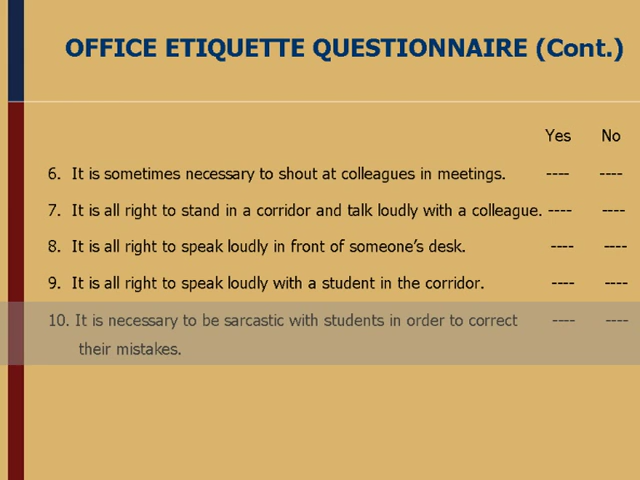 OFFICE ETIQUETTE QUESTIONNAIRE (Cont.)
Yes No
6. It is sometimes necessary to shout at colleagues in meetings. ---- ----
7. It is all right to stand in a corridor and talk loudly with a colleague. ---- ----
8. It is all right to speak loudly in front of someone's desk. ---- ----
9. It is all right to speak loudly with a student in the corridor. ---- ----
10. It is necessary to be sarcastic with students in order to correct ---- ----
their mistakes.